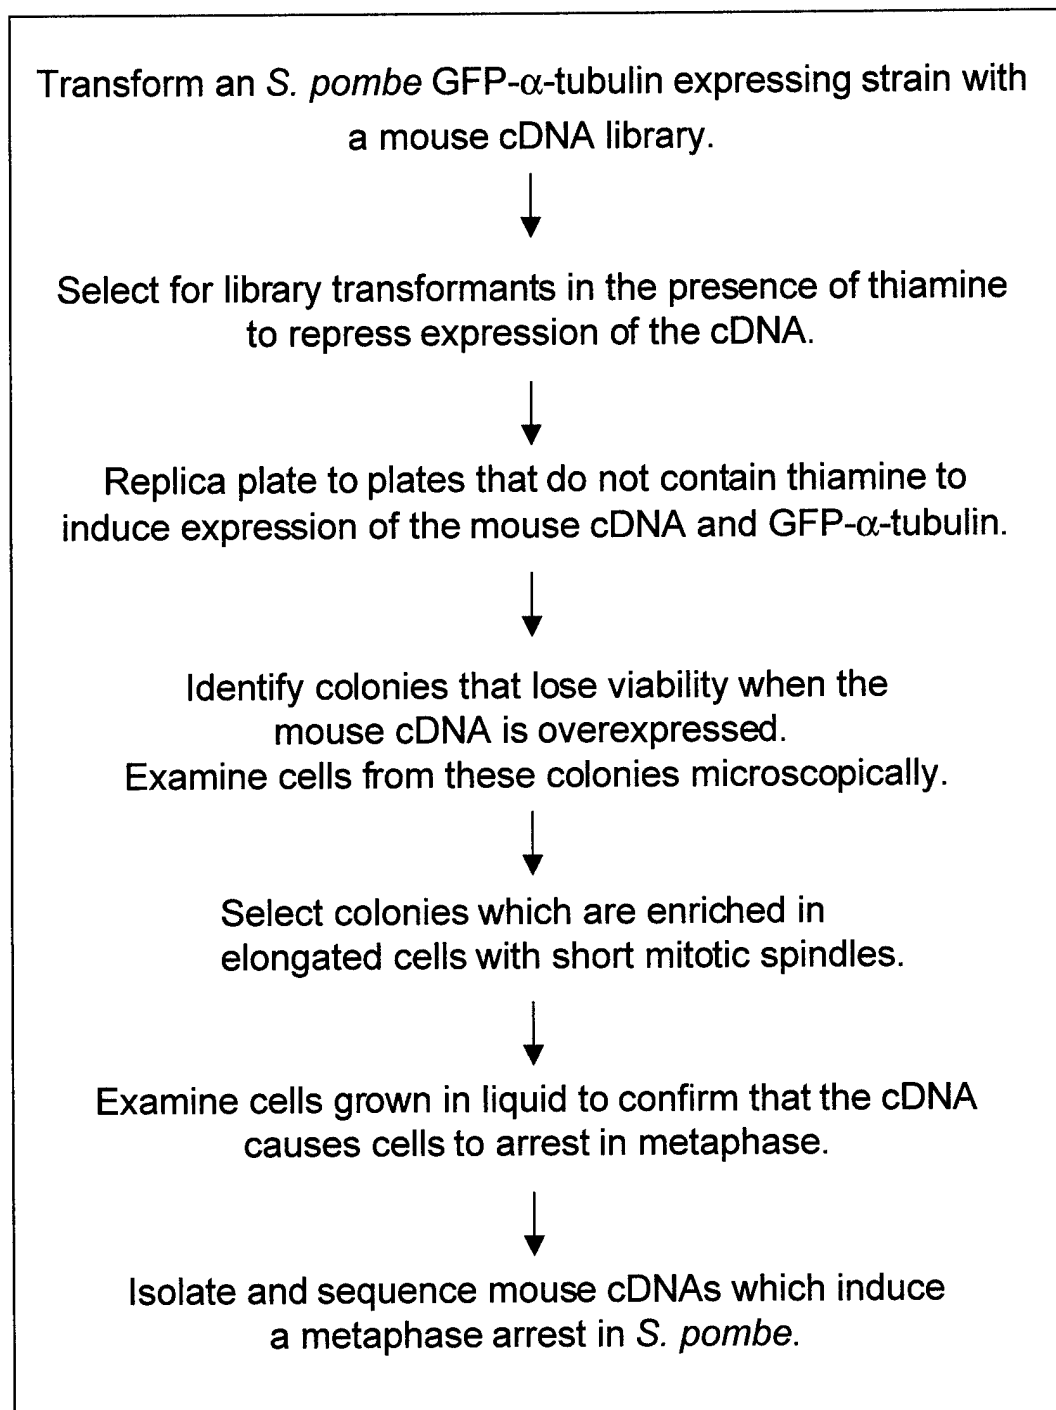 Transform an S. pombe GFP-α-tubulin expressing strain with
a mouse cDNA library.
Select for library transformants in the presence of thiamine
to repress expression of the cDNA.
Replica plate to plates that do not contain thiamine to
induce expression of the mouse cDNA and GFP-α-tubulin.
Identify colonies that lose viability when the
mouse cDNA is overexpressed.
Examine cells from these colonies microscopically.
Select colonies which are enriched in
elongated cells with short mitotic spindles.
Examine cells grown in liquid to confirm that the cDNA
causes cells to arrest in metaphase.
Isolate and sequence mouse cDNAs which induce
a metaphase arrest in S. pombe.